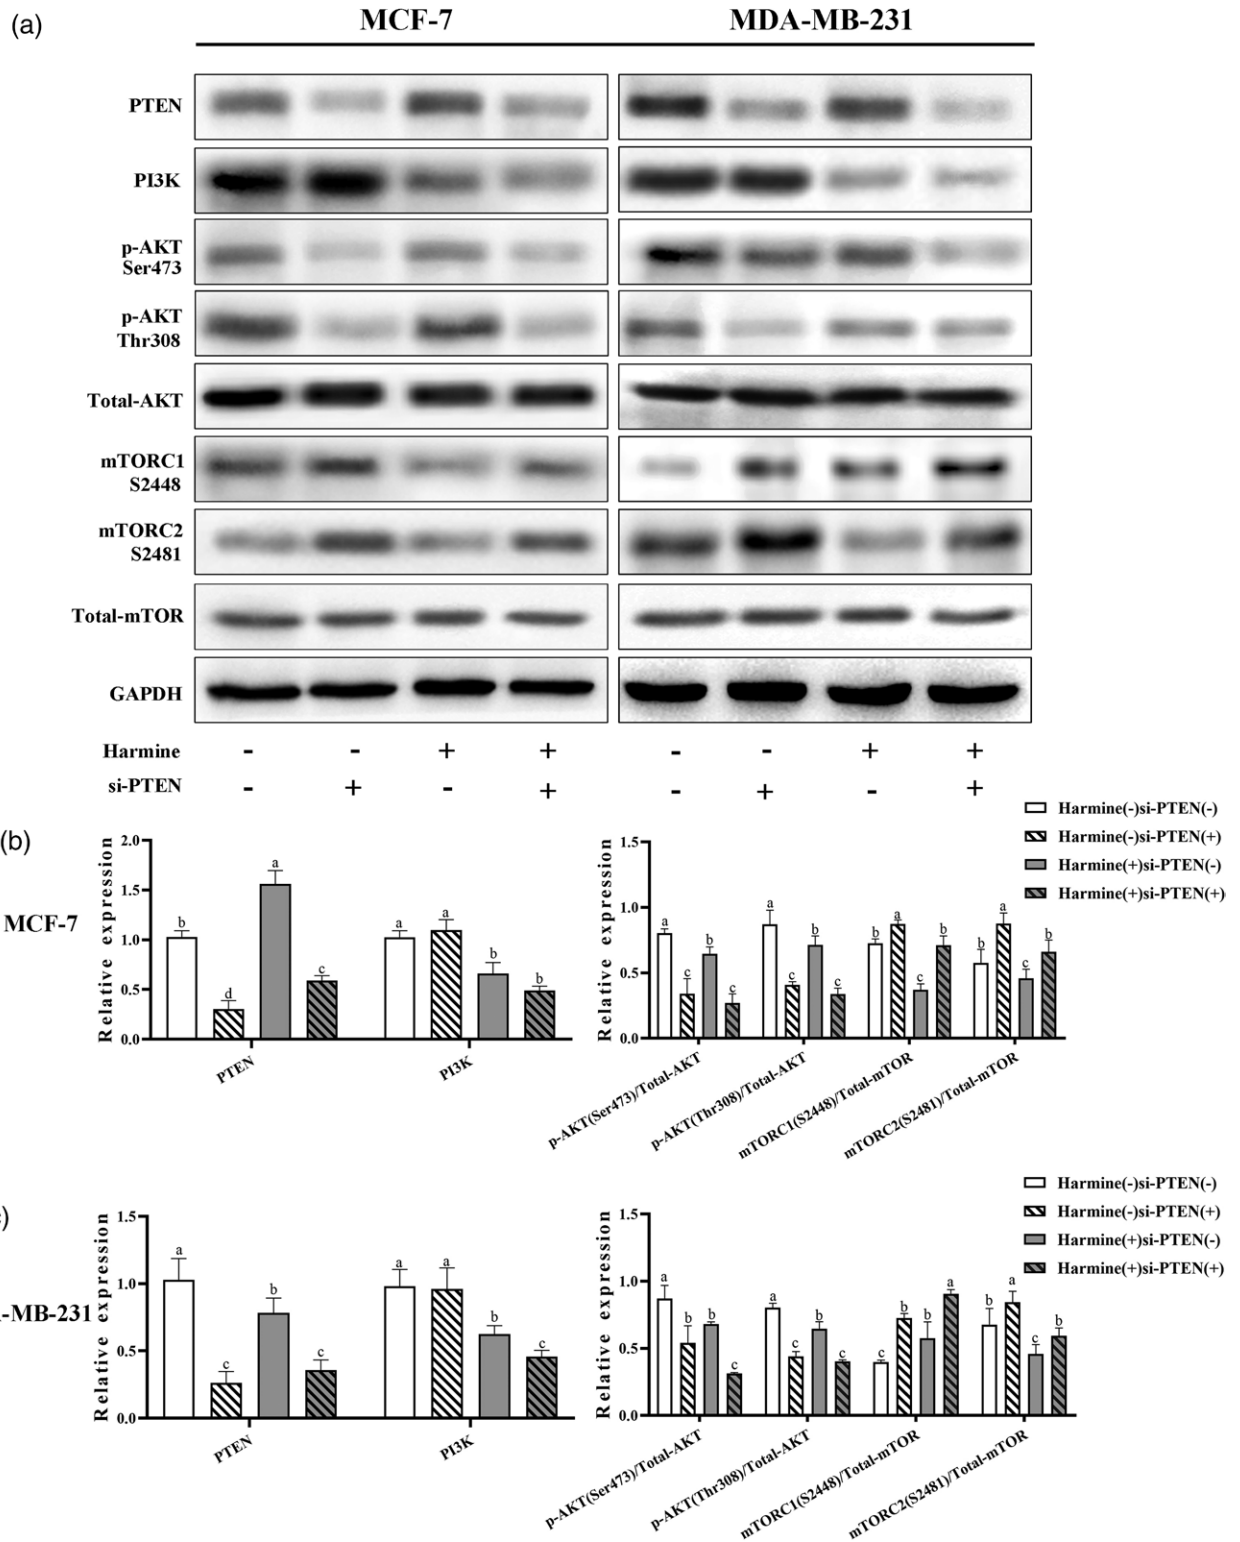 (a)
MCF-7 MDA-MB-231
PTEN
PI3K
p-AKT
Ser473
p-AKT
Thr308
Total-AKT
mTORC1
S2448
mTORC2
S2481
Total-mTOR
GAPDH
Harmine - - + + - - + +
si-PTEN - + - + - + - +
(b)
MCF-7
Relative expression
2.0
1.5
1.0
0.5
0.0
b d a c
a a b b
PTEN PI3K
Relative expression
1.5
1.0
0.5
0.0
a c b c
a c b c
b a c b
b a c b
p-AKT(Ser473)/Total-AKT
p-AKT(Thr308)/Total-AKT
mTORC1(S2448)/Total-mTOR
mTORC2(S2481)/Total-mTOR
Harmine(-)si-PTEN(-)
Harmine(-)si-PTEN(+)
Harmine(+)si-PTEN(-)
Harmine(+)si-PTEN(+)
)
-MB-231
Relative expression
1.5
1.0
0.5
0.0
a c b c
a a b c
PTEN PI3K
Relative expression
1.5
1.0
0.5
0.0
a b b c
a c b c
c b b a
b a c b
p-AKT(Ser473)/Total-AKT
p-AKT(Thr308)/Total-AKT
mTORC1(S2448)/Total-mTOR
mTORC2(S2481)/Total-mTOR
Harmine(-)si-PTEN(-)
Harmine(-)si-PTEN(+)
Harmine(+)si-PTEN(-)
Harmine(+)si-PTEN(+)